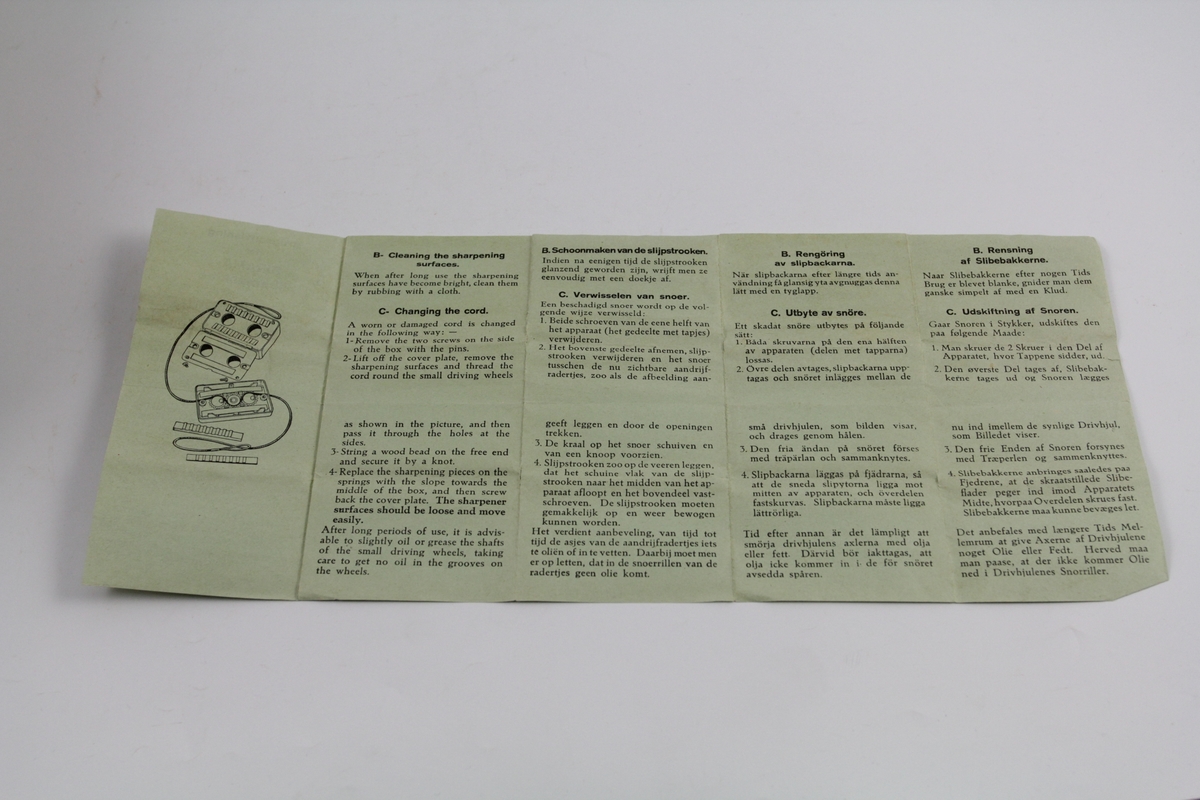 B- Cleaning the sharpening
surfaces.
When after long use the sharpening
surfaces have become bright, clean them
by rubbing with a cloth.
C- Changing the cord.
A worn or damaged cord is changed
in the following way: —
1-Remove the two screws on the side
of the box with the pins.
2-Lift off the cover plate, remove the
sharpening surfaces and thread the
cord round the small driving wheels
as shown in the picture, and then
pass it through the holes at the
sides.
3-String a wood bead on the free end
and secure it by a knot.
4-Replace the sharpening pieces on the
springs with the slope towards the
middle of the box, and then screw
back the cover plate. The sharpener
surfaces should be loose and move
easily.
After long periods of use, it is advis-
able to slightly oil or grease the shafts
of the small driving wheels, taking
care to get no oil in the grooves on
the wheels.
B. Schoonmaken van de slijpstrooken.
Indien na eenigen tijd de slijpstrooken
glanzend geworden zijn, wrijft men ze
eenvoudig met een doekje af.
C. Verwisselen van snoer.
Een beschadigd snoer wordt op de vol-
gende wijze verwisseld:
1. Beide schroeven van de eene helft van
het apparaat (het gedeelte met tapjes)
verwijderen.
2. Het bovenste gedeelte afnemen, slijp-
strooken verwijderen en het snoer
tusschen de nu zichtbare aandrijf-
radertjes, zoo als de afbeelding aan-
geeft leggen en door de openingen
trekken.
3. De kraal op het snoer schuiven en
van een knoop voorzien.
4. Slijpstrooken zoo op de veeren leggen,
dat het schuine vlak van de slijp-
strooken naar het midden van het ap-
paraat afloopt en het bovendeel vast-
schroeven. De slijpstrooken moeten
gemakkelijk op en weer bewogen
kunnen worden.
Het verdient aanbeveling, van tijd tot
tijd de asjes van de aandrijfradertjes iets
te oliën of in te vetten. Daarbij moet men
er op letten, dat in de snoerrillen van de
radertjes geen olie komt.
B. Rengöring
av slipbackarna.
När slipbackarna efter längre tids an-
vändning få glansig yta avgnuggas denna
lätt med en tyglapp.
C. Utbyte av snöre.
Ett skadat snöre utbytes på följande
sätt:
1. Båda skruvarna på den ena hälften
av apparaten (delen med tapparna)
lossas.
2. Övre delen avtages, slipbackarna upp-
tagas och snöret inlägges mellan de
små drivhjulen, som bilden visar,
och drages genom hålen.
3. Den fria ändan på snöret förses
med träpärlan och sammanknytes.
4. Slipbackarna läggas på fjädrarna, så
att de sneda slipytorna ligga mot
mitten av apparaten, och överdelen
fastskurvas. Slipbackarna måste ligga
lättrörliga.
Tid efter annan är det lämpligt att
smörja drivhjulens axlerna med olja
eller fett. Därvid bör iakttagas, att
olja icke kommer in i de för snöret
avsedda spåren.
B. Rensning
af Slibebakkerne.
Naar Slibebakkerne efter nogen Tids
Brug er blevet blanke, gnider man dem
ganske simpelt af med en Klud.
C. Udskiftning af Snoren.
Gaar Snoren i Stykker, udskiftes den
paa følgende Maade:
1. Man skruer de 2 Skruer i den Del af
Apparatet, hvor Tappene sidder, ud.
2. Den øverste Del tages af, Slibebak-
kerne tages ud og Snoren lægges
nu ind imellem de synlige Drivhjul,
som Billedet viser.
3. Den frie Enden af Snoren forsynes
med Træperlen og sammenknyttes.
4. Slibebakkerne anbringes saaledes paa
Fjedrene, at de skraatstillede Slibe-
flader peger ind imod Apparatets
Midte, hvorpaa Overdelen skrues fast.
Slibebakkerne maa kunne bevæges let.
Det anbefales med længere Tids Mel-
lemrum at give Axerne af Drivhjulene
noget Olie eller Fedt. Herved maa
man paase, at der ikke kommer Olie
ned i Drivhjulenes Snorriller.